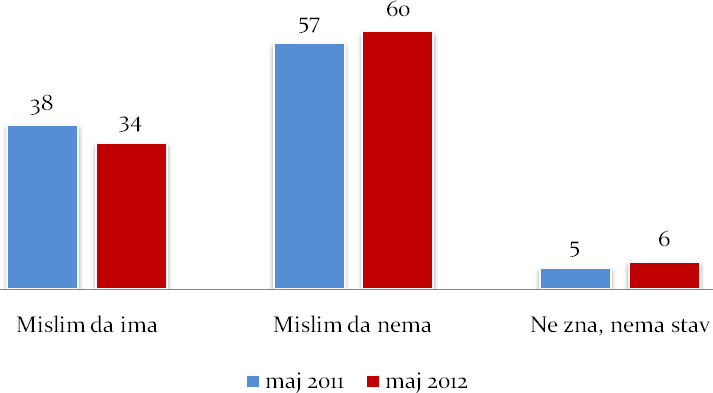 38
34
57
60
5
6
Mislim da ima
Mislim da nema
Ne zna, nema stav
maj 2011
maj 2012